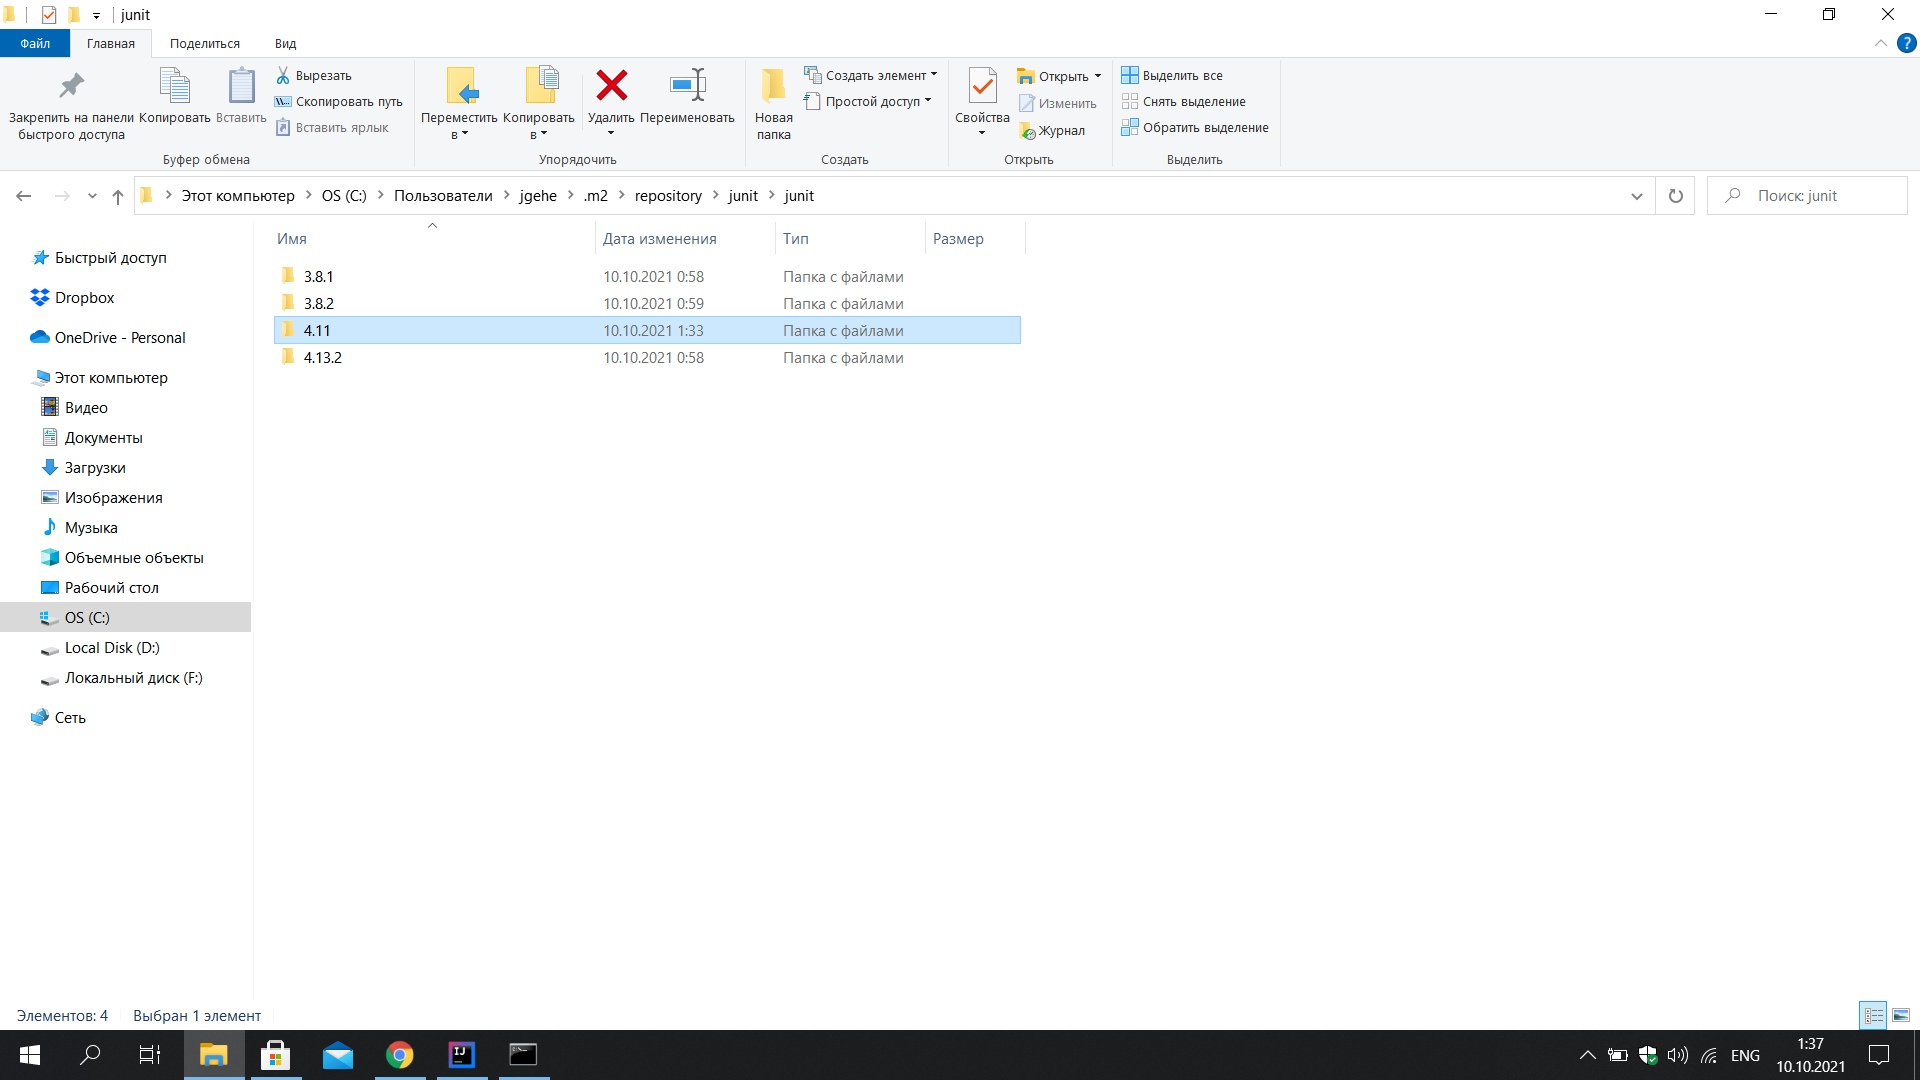 junit
Файл Главная Поделиться Вид
Закрепить на панели быстрого доступа
Копировать
Вставить
Вырезать
Скопировать путь
Вставить ярлык
Буфер обмена
Переместить в
Копировать в
Удалить
Переименовать
Упорядочить
Новая папка
Создать элемент
Простой доступ
Создать
Свойства
Открыть
Изменить
Журнал
Открыть
Выделить все
Снять выделение
Обратить выделение
Выделить
Этот компьютер OS (C:) Пользователи jgehe .m2 repository junit junit
Поиск: junit
Имя Дата изменения Тип Размер
3.8.1 10.10.2021 0:58 Папка с файлами
3.8.2 10.10.2021 0:59 Папка с файлами
4.11 10.10.2021 1:33 Папка с файлами
4.13.2 10.10.2021 0:58 Папка с файлами
Быстрый доступ
Dropbox
OneDrive - Personal
Этот компьютер
Видео
Документы
Загрузки
Изображения
Музыка
Объемные объекты
Рабочий стол
OS (C:)
Local Disk (D:)
Локальный диск (F:)
Сеть
Элементов: 4 Выбран 1 элемент
IJ
ENG
1:37
10.10.2021